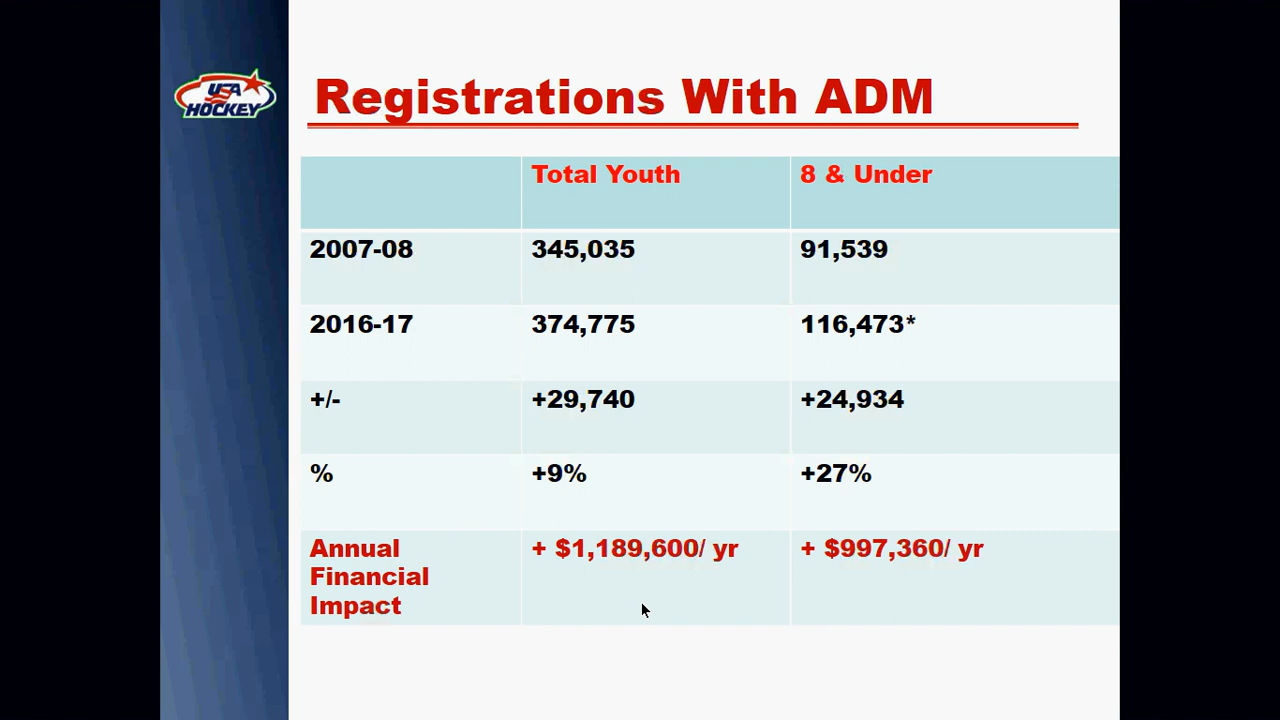 USA
HOCKEY
Registrations With ADM
Total Youth 8 & Under
2007-08 345,035 91,539
2016-17 374,775 116,473*
+/- +29,740 +24,934
% +9% +27%
Annual + $1,189,600/ yr + $997,360/ yr
Financial
Impact